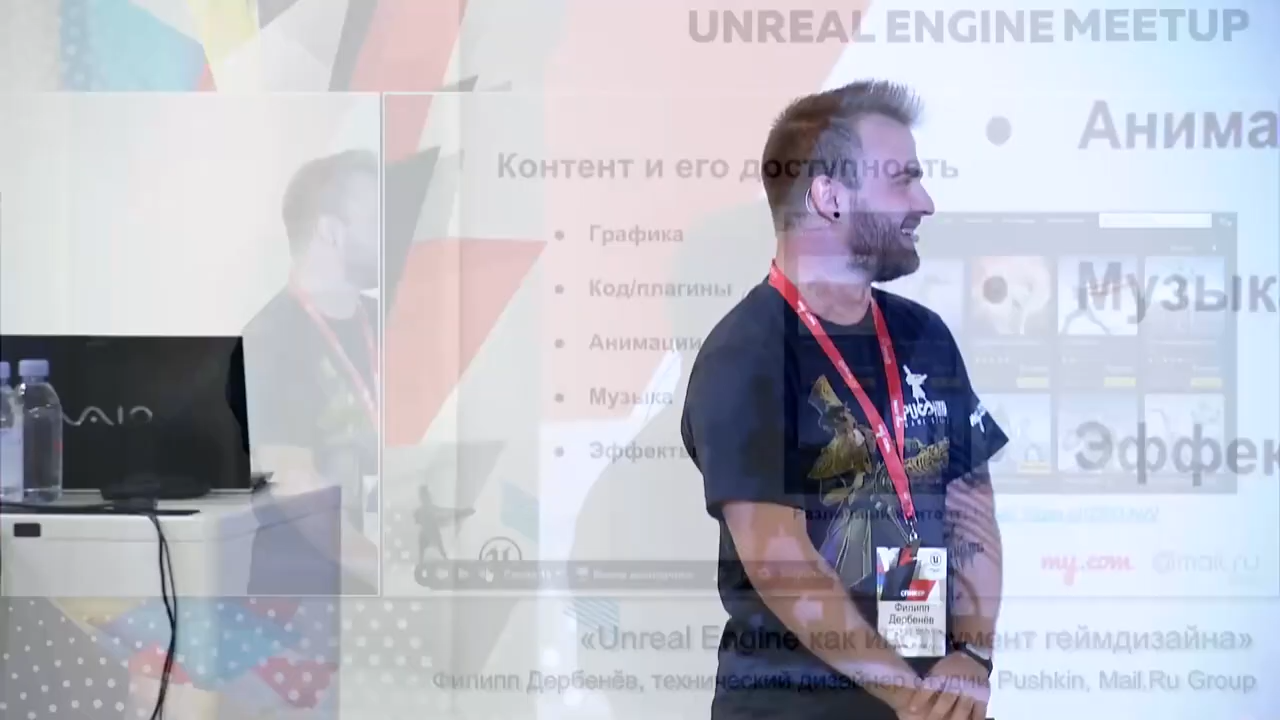 UNREAL ENGINE MEETUP
Анима
Контент и его доступность
Графика
Код/плагины
Музык
Анимации
Музыка
VAIO
Эффек
Эффекты
my.com @mail.ru
СПИКЕР
Филипп
Дербенёв
«Unreal Engine как инструмент геймдизайна»
Филипп Дербенёв, технический дизайнер студии Pushkin, Mail.Ru Group